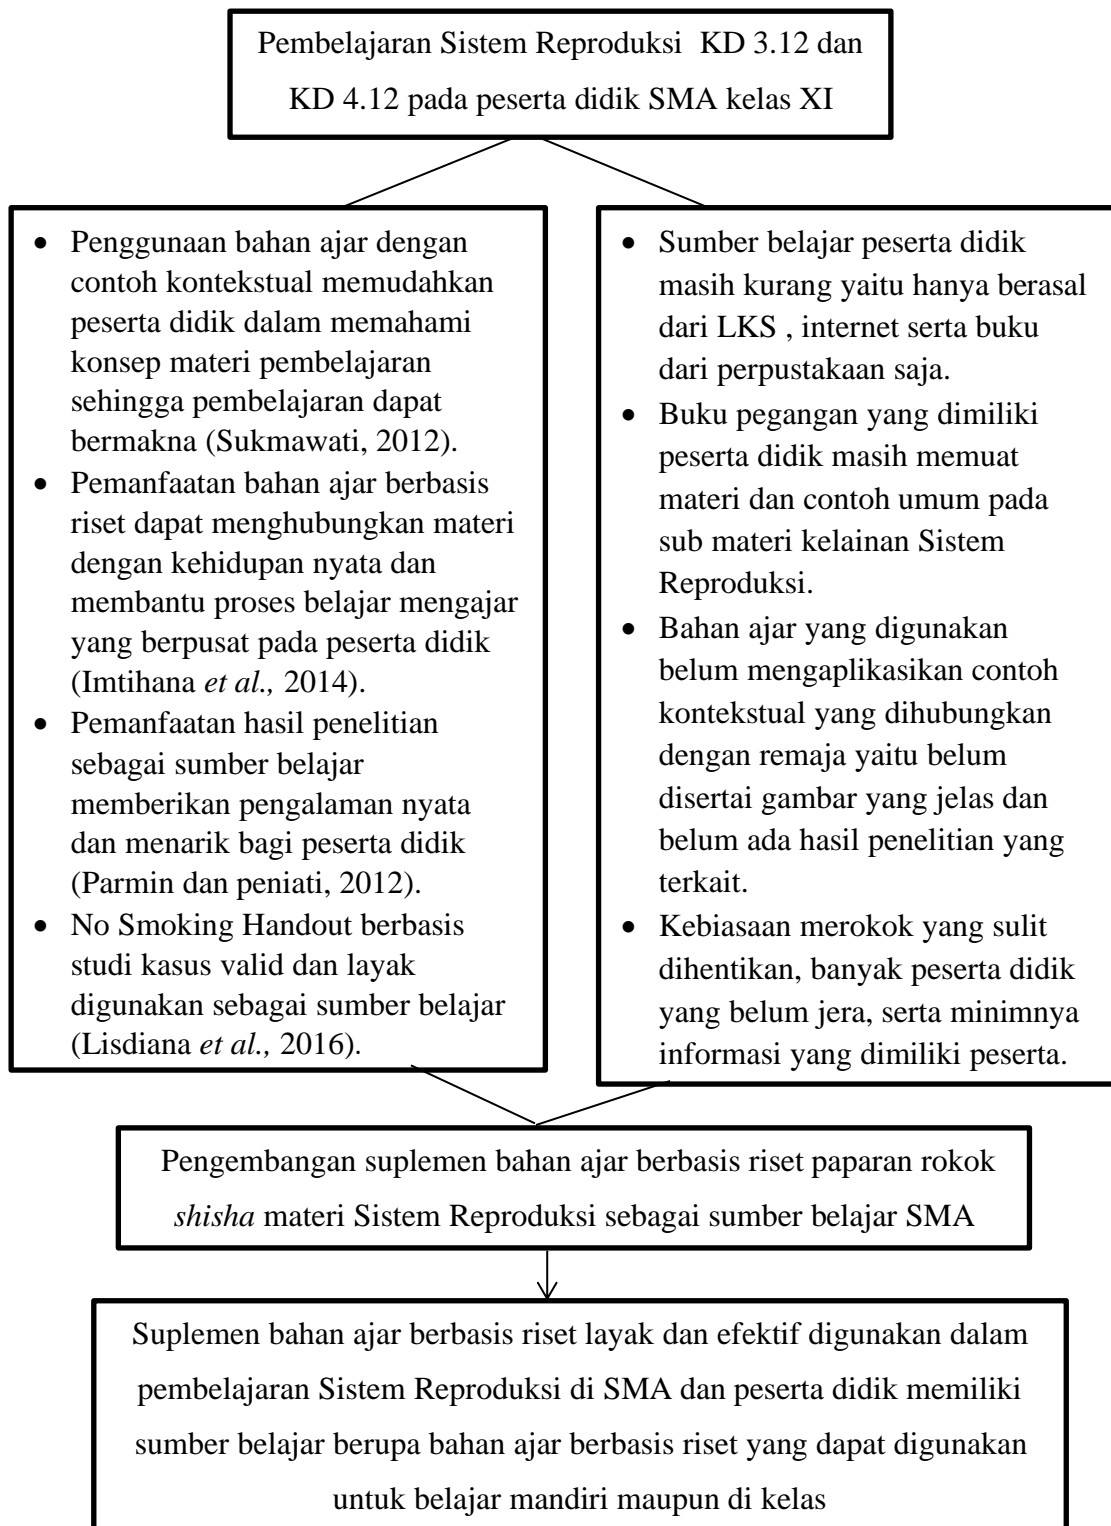 Pembelajaran Sistem Reproduksi KD 3.12 dan
KD 4.12 pada peserta didik SMA kelas XI
• Penggunaan bahan ajar dengan
contoh kontekstual memudahkan
peserta didik dalam memahami
konsep materi pembelajaran
sehingga pembelajaran dapat
bermakna (Sukmawati, 2012).
• Pemanfaatan bahan ajar berbasis
riset dapat menghubungkan materi
dengan kehidupan nyata dan
membantu proses belajar mengajar
yang berpusat pada peserta didik
(Imtihana et al., 2014).
• Pemanfaatan hasil penelitian
sebagai sumber belajar
memberikan pengalaman nyata
dan menarik bagi peserta didik
(Parmin dan peniati, 2012).
• No Smoking Handout berbasis
studi kasus valid dan layak
digunakan sebagai sumber belajar
(Lisdiana et al., 2016).
• Sumber belajar peserta didik
masih kurang yaitu hanya berasal
dari LKS , internet serta buku
dari perpustakaan saja.
• Buku pegangan yang dimiliki
peserta didik masih memuat
materi dan contoh umum pada
sub materi kelainan Sistem
Reproduksi.
• Bahan ajar yang digunakan
belum mengaplikasikan contoh
kontekstual yang dihubungkan
dengan remaja yaitu belum
disertai gambar yang jelas dan
belum ada hasil penelitian yang
terkait.
• Kebiasaan merokok yang sulit
dihentikan, banyak peserta didik
yang belum jera, serta minimnya
informasi yang dimiliki peserta.
Pengembangan suplemen bahan ajar berbasis riset paparan rokok
shisha materi Sistem Reproduksi sebagai sumber belajar SMA
Suplemen bahan ajar berbasis riset layak dan efektif digunakan dalam
pembelajaran Sistem Reproduksi di SMA dan peserta didik memiliki
sumber belajar berupa bahan ajar berbasis riset yang dapat digunakan
untuk belajar mandiri maupun di kelas